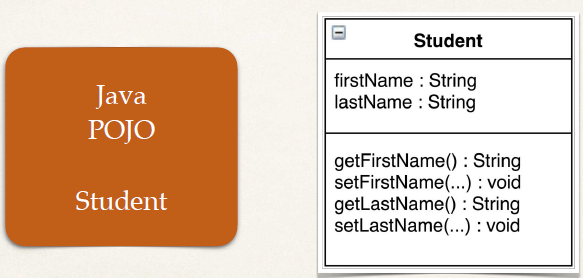 Java
POJO
Student
Student
firstName : String
lastName : String
getFirstName() : String
setFirstName(...) : void
getLastName() : String
setLastName(...) : void